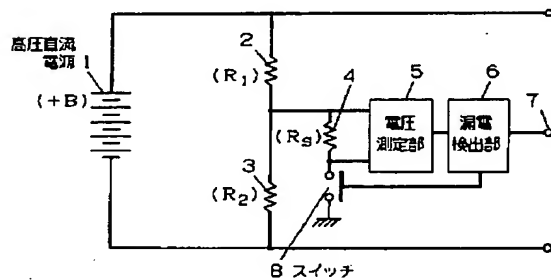 高圧直流
電源 1
(+B)
2
(R1)
3
(R2)
4
(RS)
5
電圧
測定部
6
漏電
検出部
7
8 スイッチ